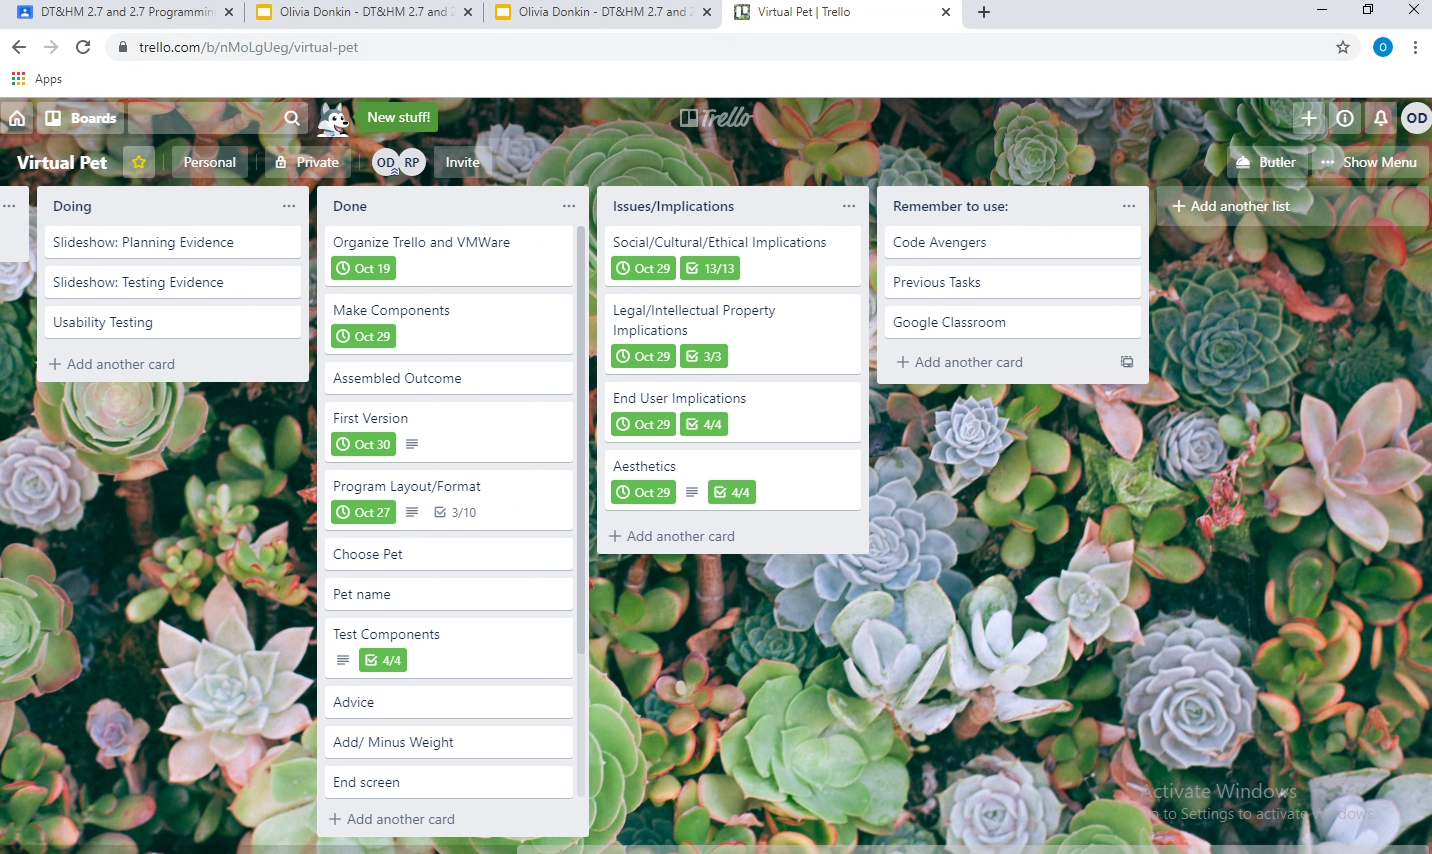 DT&HM 2.7 and 2.7 Programmin
Olivia Donkin - DT&HM 2.7 and 2
Olivia Donkin - DT&HM 2.7 and 2
Virtual Pet | Trello
trello.com/b/nMoLgUeg/virtual-pet
O
Apps
Boards
New stuff!
Trello
OD
Virtual Pet
Personal
Private
OD
RP
Invite
Butler
Show Menu
Doing
Slideshow: Planning Evidence
Slideshow: Testing Evidence
Usability Testing
Add another card
Done
Organize Trello and VMWare
Oct 19
Make Components
Oct 29
Assembled Outcome
First Version
Oct 30
Program Layout/Format
Oct 27
3/10
Choose Pet
Pet name
Test Components
4/4
Advice
Add/ Minus Weight
End screen
Add another card
Issues/Implications
Social/Cultural/Ethical Implications
Oct 29 13/13
Legal/Intellectual Property
Implications
Oct 29 3/3
End User Implications
Oct 29 4/4
Aesthetics
Oct 29 4/4
Add another card
Remember to use:
Code Avengers
Previous Tasks
Google Classroom
Add another card
Add another list
Activate Windows
to Settings to activate